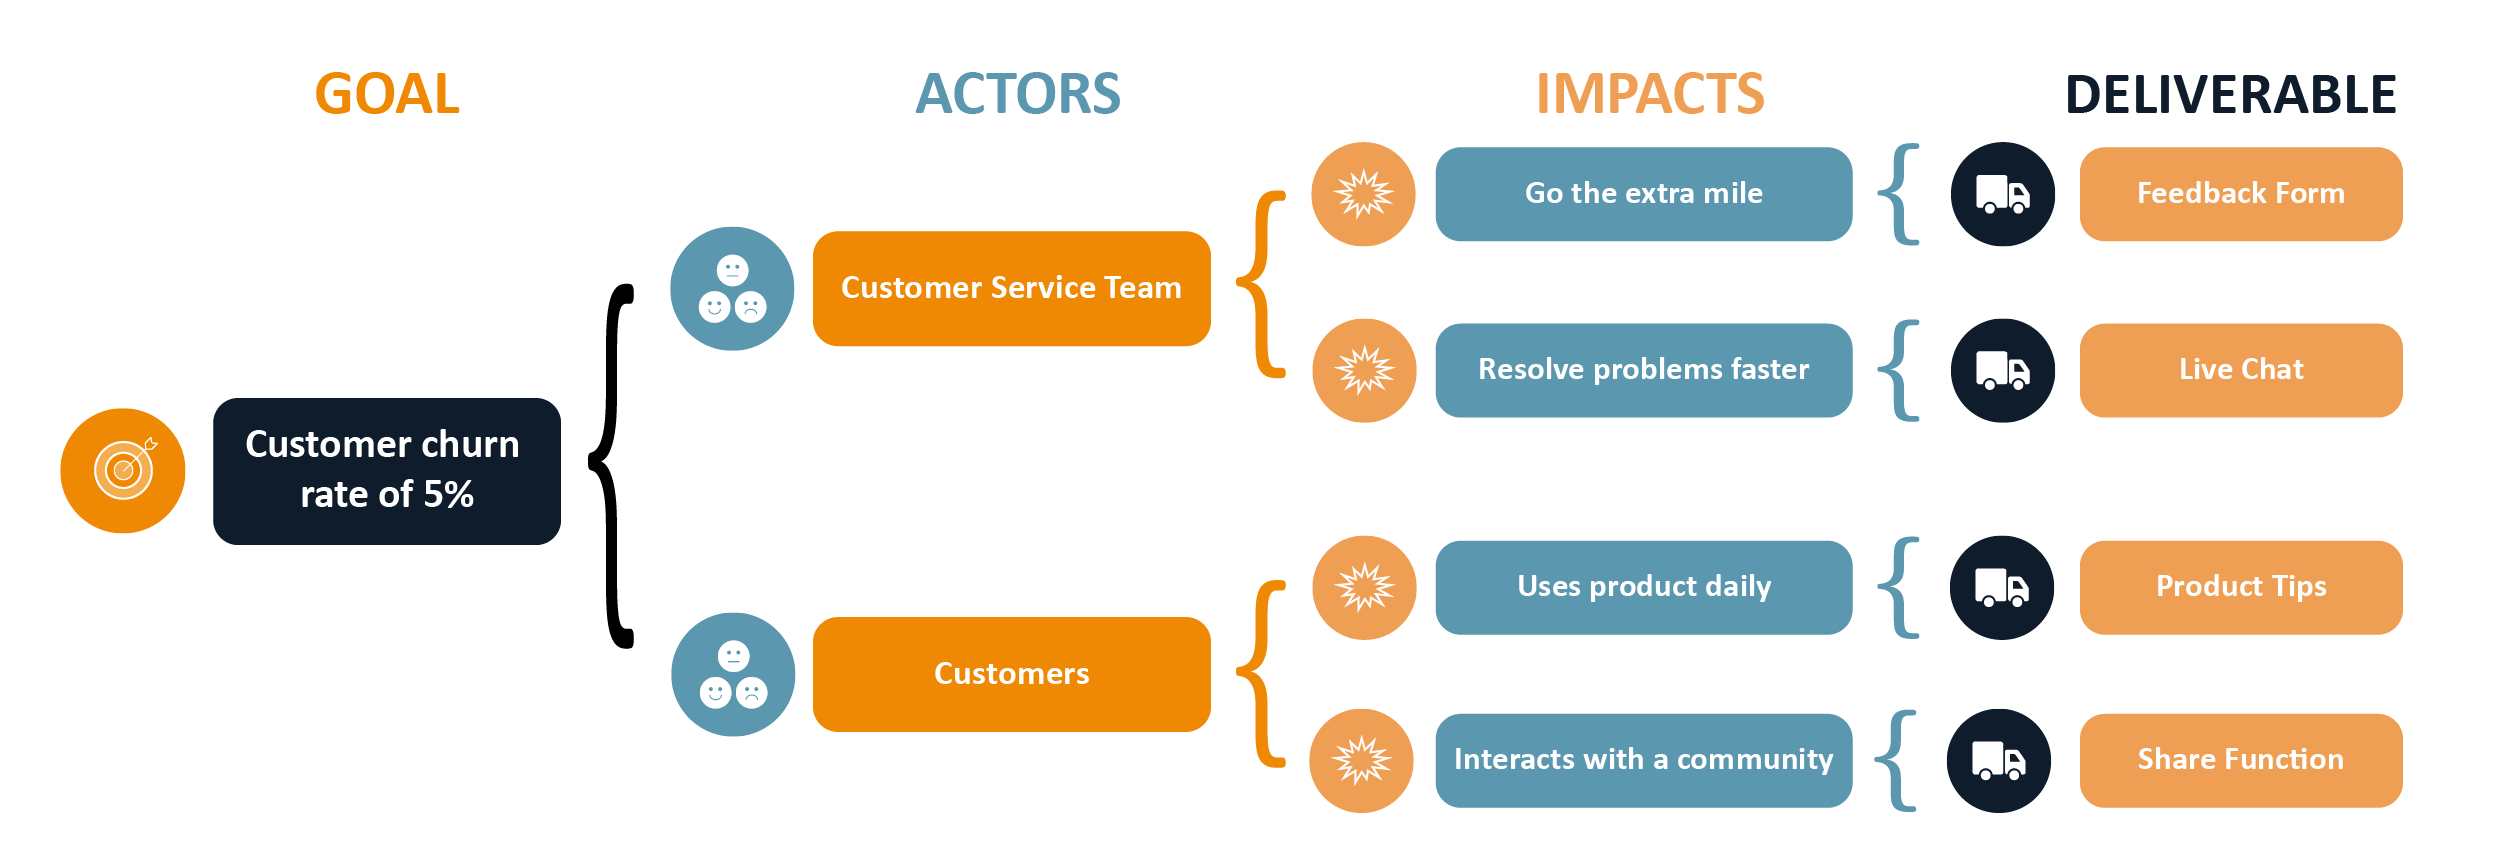 GOAL
ACTORS
IMPACTS
DELIVERABLE
Customer churn
rate of 5%
Customer Service Team
Go the extra mile
Feedback Form
Resolve problems faster
Live Chat
Customers
Uses product daily
Product Tips
Interacts with a community
Share Function